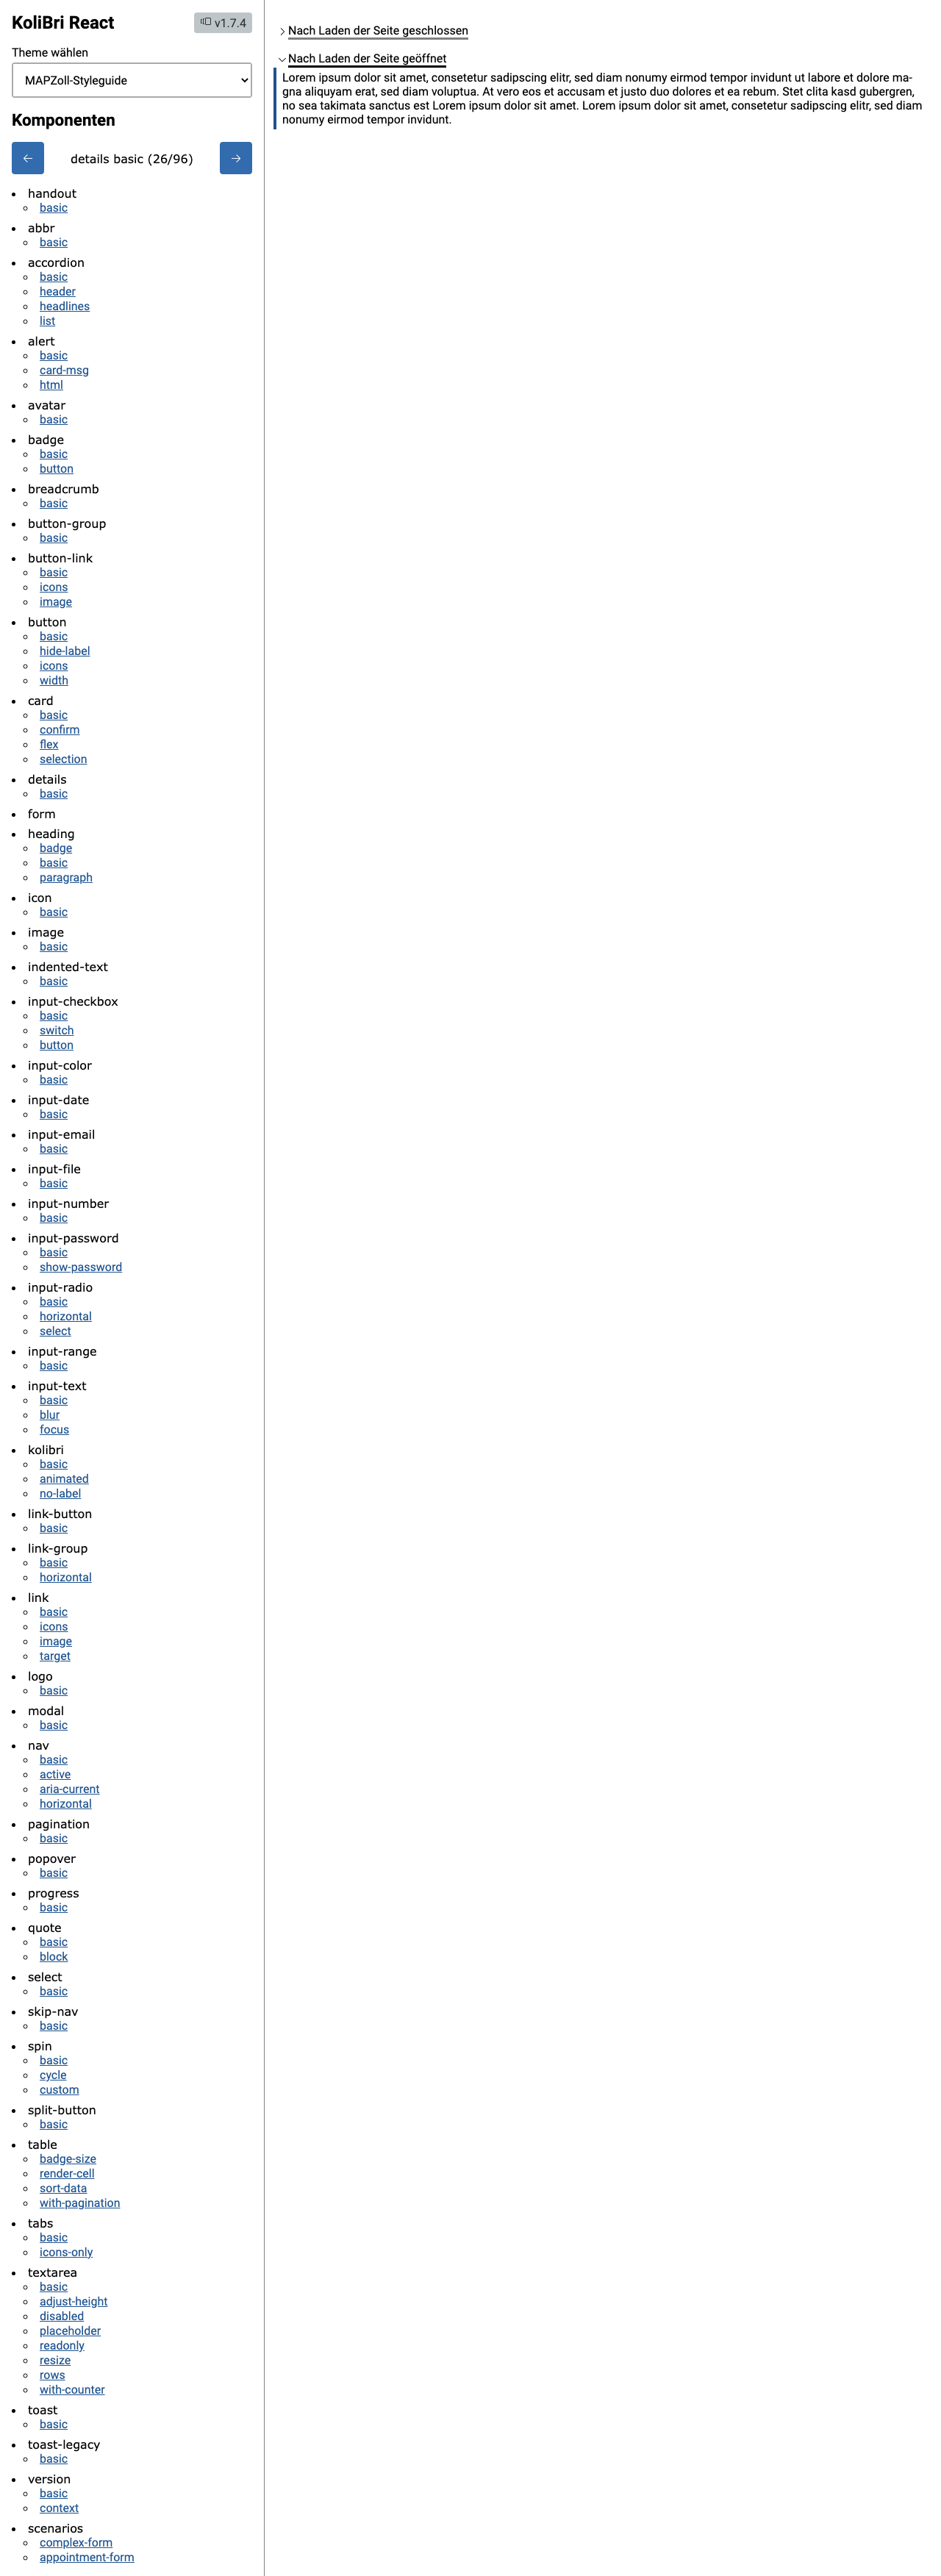 KoliBri React
v1.7.4
Theme wählen
MAPZoll-Styleguide
Komponenten
details basic (26/96)
handout
basic
abbr
basic
accordion
basic
header
headlines
list
alert
basic
card-msg
html
avatar
basic
badge
basic
button
breadcrumb
basic
button-group
basic
button-link
basic
icons
image
button
basic
hide-label
icons
width
card
basic
confirm
flex
selection
details
basic
form
heading
badge
basic
paragraph
icon
basic
image
basic
indented-text
basic
input-checkbox
basic
switch
button
input-color
basic
input-date
basic
input-email
basic
input-file
basic
input-number
basic
input-password
basic
show-password
input-radio
basic
horizontal
select
input-range
basic
input-text
basic
blur
focus
kolibri
basic
animated
no-label
link-button
basic
link-group
basic
horizontal
link
basic
icons
image
target
logo
basic
modal
basic
nav
basic
active
aria-current
horizontal
pagination
basic
popover
basic
progress
basic
quote
basic
block
select
basic
skip-nav
basic
spin
basic
cycle
custom
split-button
basic
table
badge-size
render-cell
sort-data
with-pagination
tabs
basic
icons-only
textarea
basic
adjust-height
disabled
placeholder
readonly
resize
rows
with-counter
toast
basic
toast-legacy
basic
version
basic
context
scenarios
complex-form
appointment-form
Nach Laden der Seite geschlossen
Nach Laden der Seite geöffnet
Lorem ipsum dolor sit amet, consetetur sadipscing elitr, sed diam nonumy eirmod tempor invidunt ut labore et dolore ma-
gna aliquyam erat, sed diam voluptua. At vero eos et accusam et justo duo dolores et ea rebum. Stet clita kasd gubergren,
no sea takimata sanctus est Lorem ipsum dolor sit amet. Lorem ipsum dolor sit amet, consetetur sadipscing elitr, sed diam
nonumy eirmod tempor invidunt.